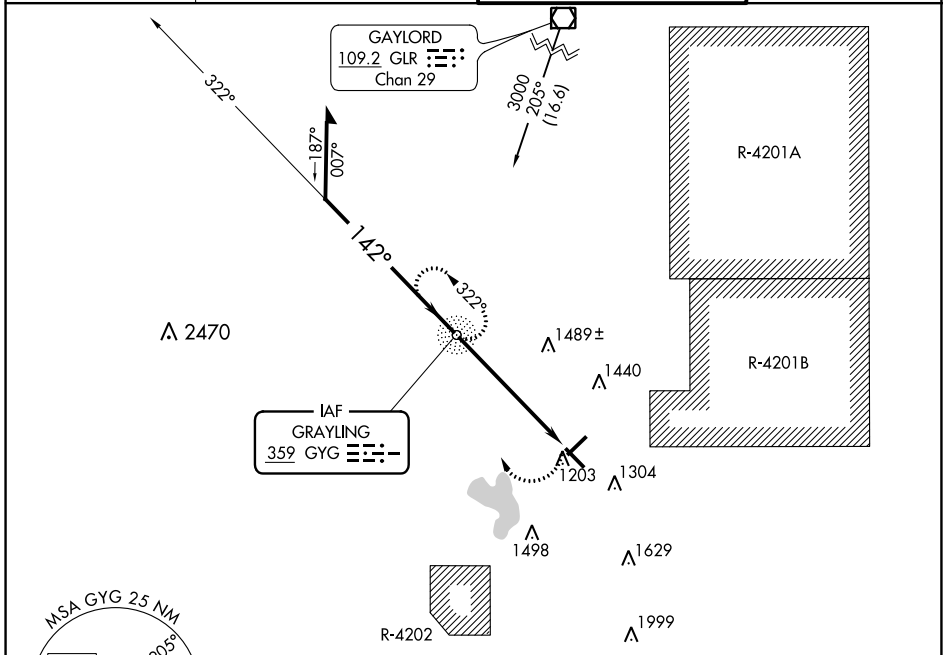 GAYLORD
109.2 GLR
Chan 29
3000
205°
(16.6)
322°
187°
007°
R-4201A
142°
322°
2470
1489±
1440
R-4201B
IAF
GRAYLING
359 GYG
1203
1304
1498
1629
MSA GYG 25 NM
205°
R-4202
1999